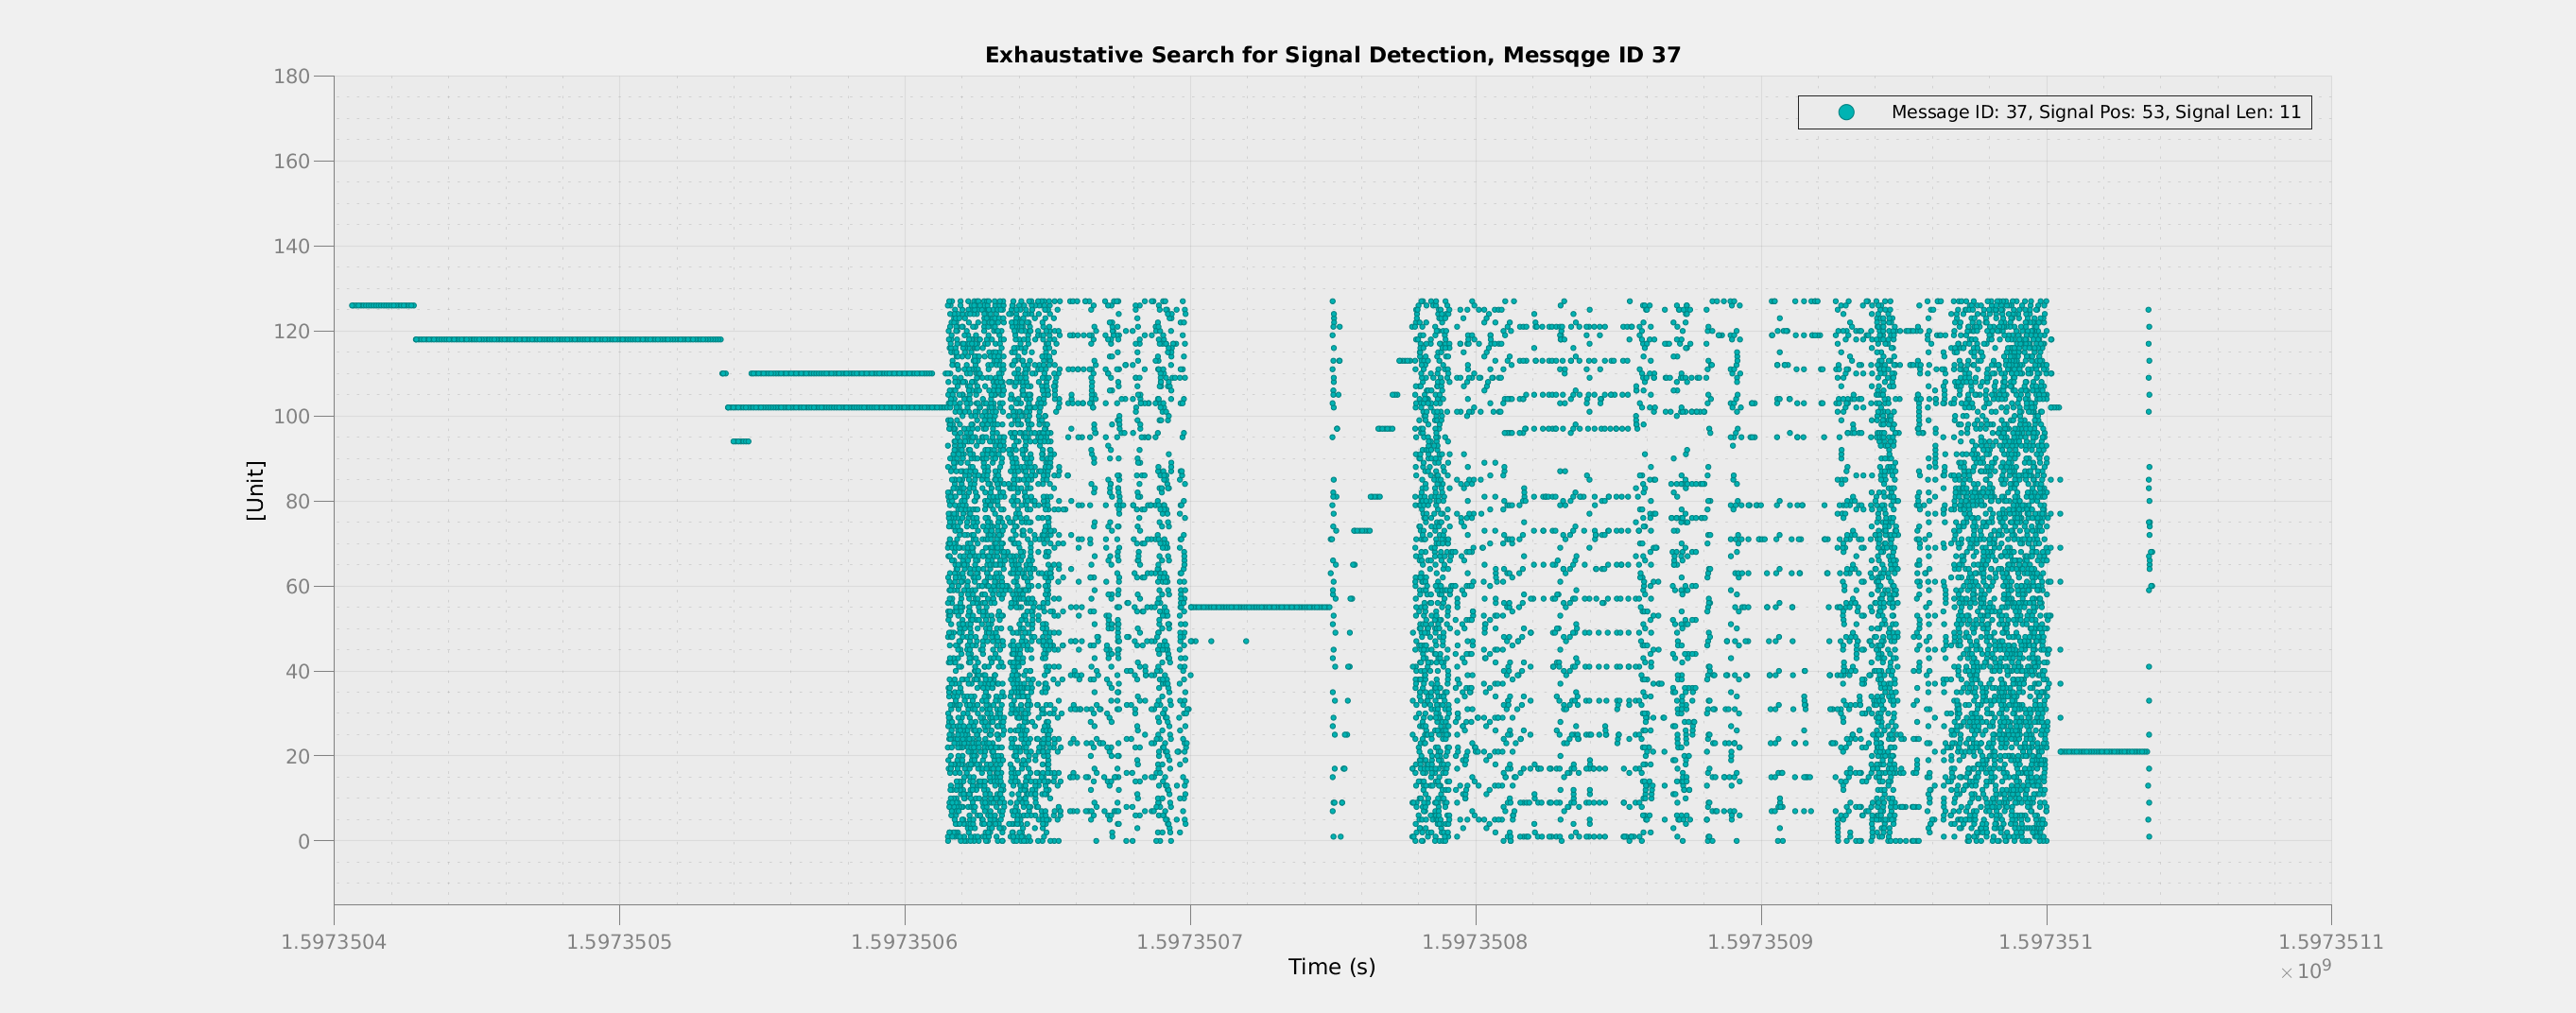 Exhaustative Search for Signal Detection, Messqge ID 37
Message ID: 37, Signal Pos: 53, Signal Len: 11
180
160
140
120
100
80
60
40
20
0
[Unit]
1.5973504 1.5973505 1.5973506 1.5973507 1.5973508 1.5973509 1.597351 1.5973511
Time (s)
× 10⁹